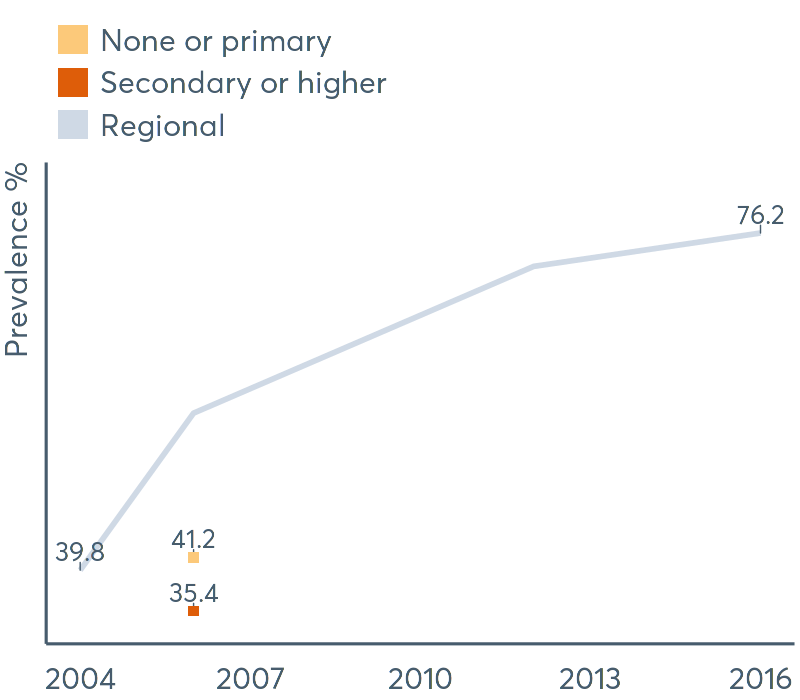 None or primary
Secondary or higher
Regional
Prevalence %
76.2
39.8
41.2
35.4
2004 2007 2010 2013 2016